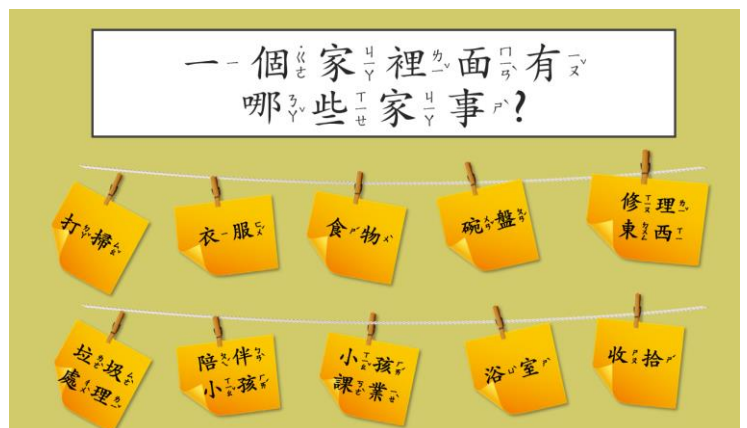 一個家裡面有
哪些家事?
打掃
衣服
食物
碗盤
修理
東西
垃圾
處理
陪伴
小孩
小孩
課業
浴室
收拾